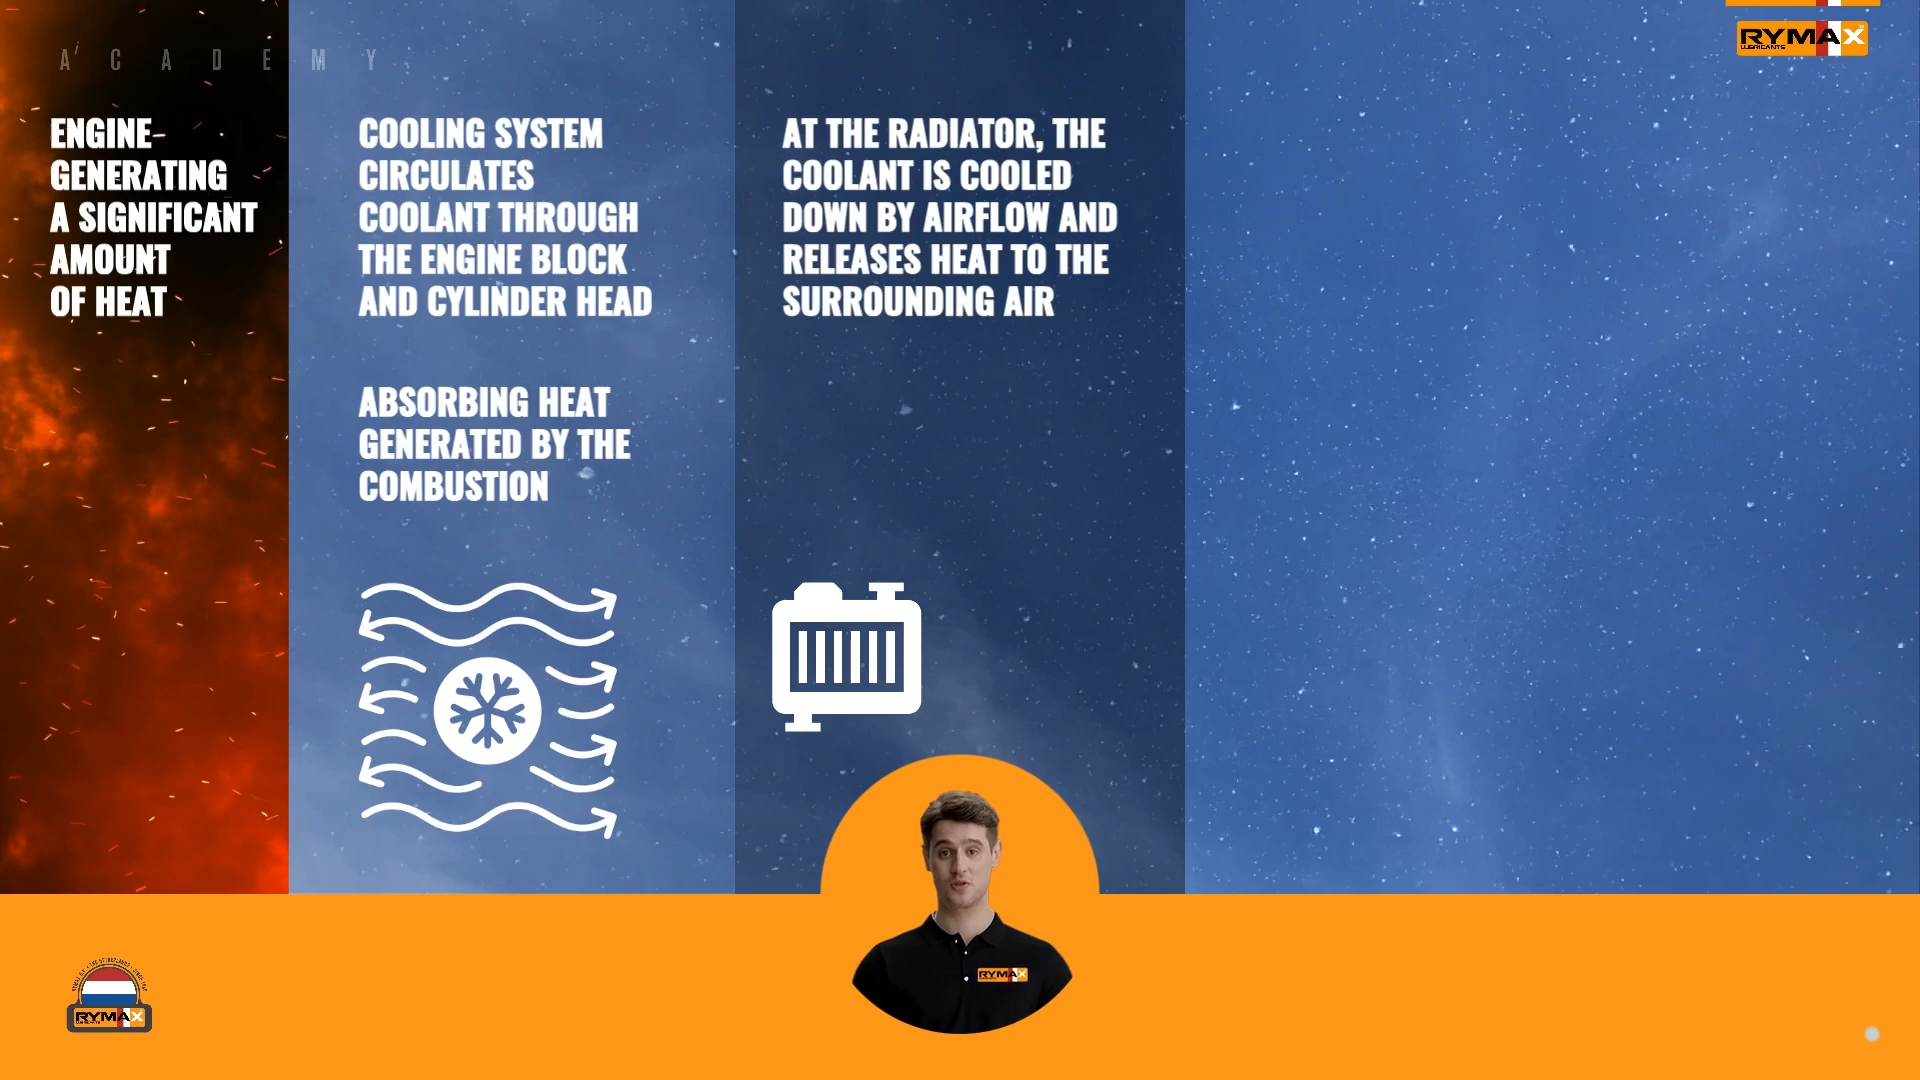 ACADEMY
RYMAX
LUBRICANTS
ENGINE-
GENERATING
A SIGNIFICANT
AMOUNT
OF HEAT
COOLING SYSTEM
CIRCULATES
COOLANT THROUGH
THE ENGINE BLOCK
AND CYLINDER HEAD
ABSORBING HEAT
GENERATED BY THE
COMBUSTION
AT THE RADIATOR, THE
COOLANT IS COOLED
DOWN BY AIRFLOW AND
RELEASES HEAT TO THE
SURROUNDING AIR
RYMAX
RYMAX